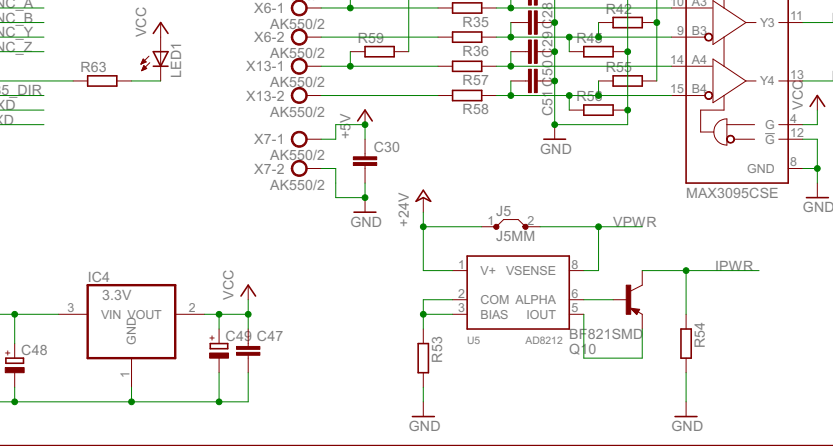 NC_A
NC_B
NC_Y
NC_Z
VCC
LED1
R63
X6-1
AK550/2
X6-2
AK550/2
X13-1
AK550/2
X13-2
AK550/2
R59
R35
R36
R57
R58
C28
C29
C50
C51
R42
R55
GND
10
A3
9
B3
14
A4
15
B4
Y3
11
Y4
13
VCC
G
4
G
12
GND
8
MAX3095CSE
GND
X7-1
AK550/2
X7-2
AK550/2
+5V
C30
GND
+24V
J5
1
2
J5MM
VPWR
1
V+
VSENSE
8
2
COM
ALPHA
6
3
BIAS
IOUT
5
U5
AD8212
BF821SMD
Q10
IPWR
R53
R54
GND
GND
IC4
3.3V
3
VIN
VOUT
2
GND
1
VCC
C48
C49
C47